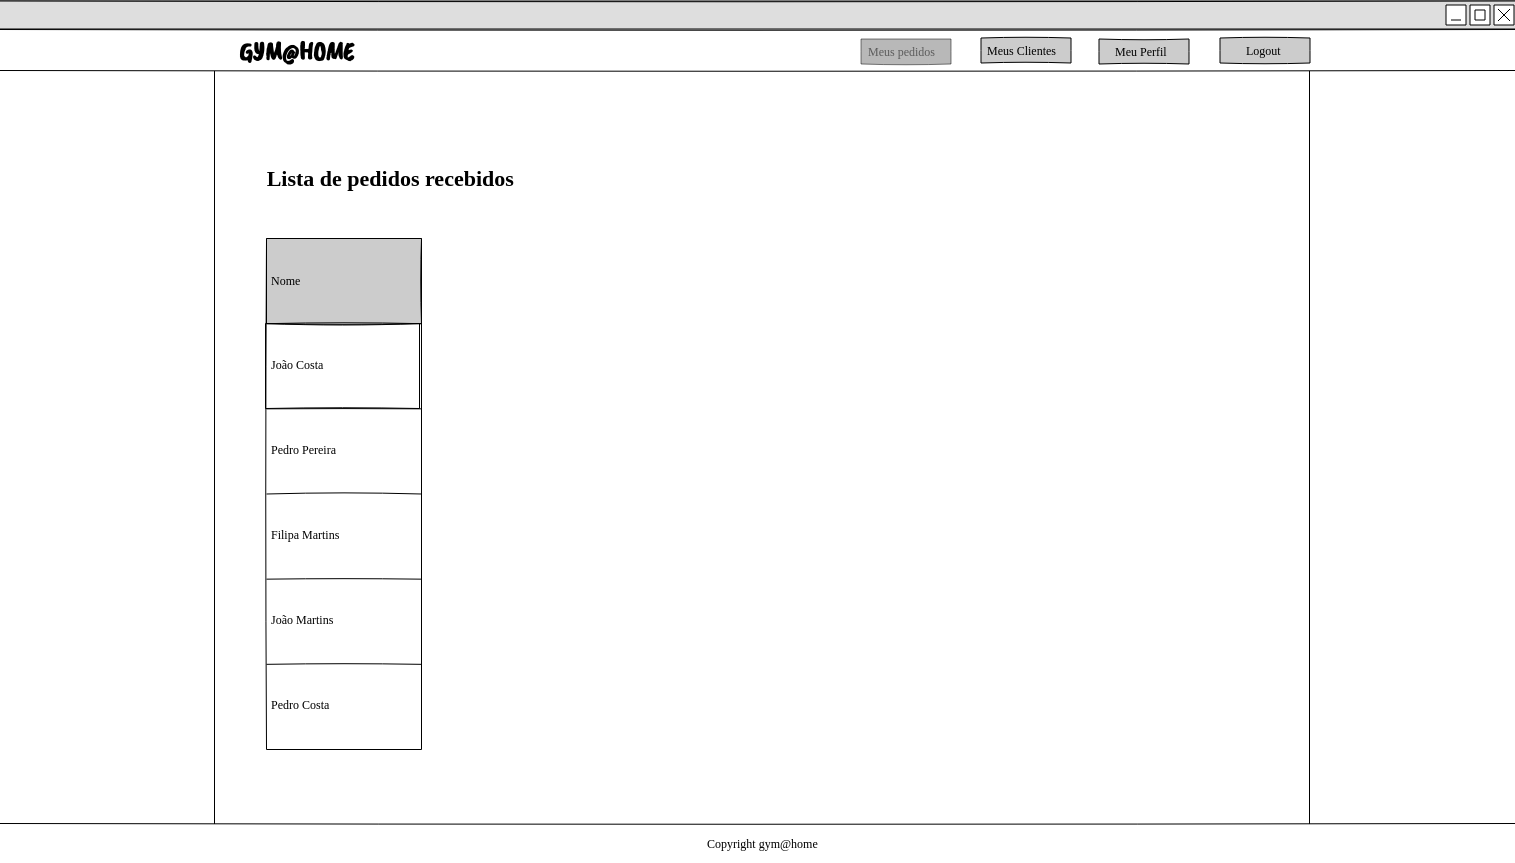 GYM@HOME
Meus pedidos
Meus Clientes
Meu Perfil
Logout
Lista de pedidos recebidos
Nome
João Costa
Pedro Pereira
Filipa Martins
João Martins
Pedro Costa
Copyright gym@home